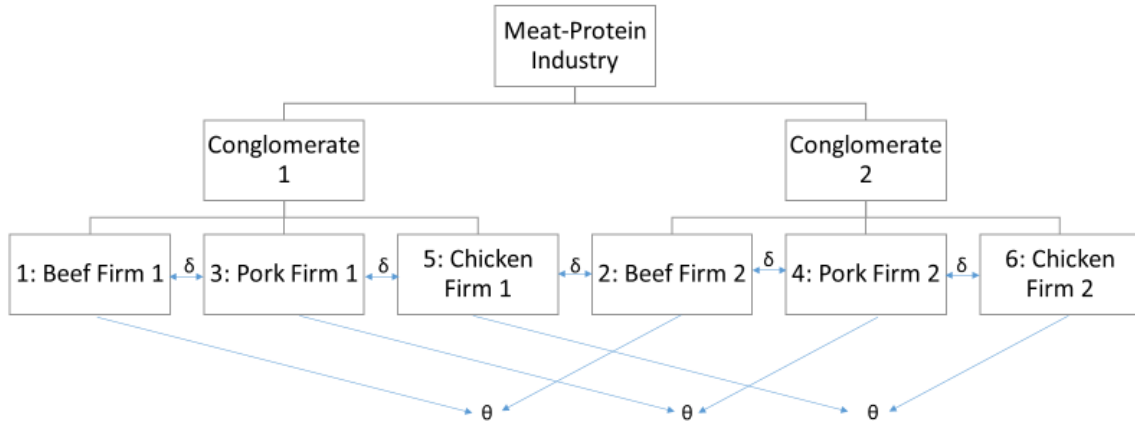 Meat-Protein
Industry
Conglomerate
1
Conglomerate
2
1: Beef Firm 1
δ
3: Pork Firm 1
δ
5: Chicken
Firm 1
δ
2: Beef Firm 2
δ
4: Pork Firm 2
δ
6: Chicken
Firm 2
θ
θ
θ